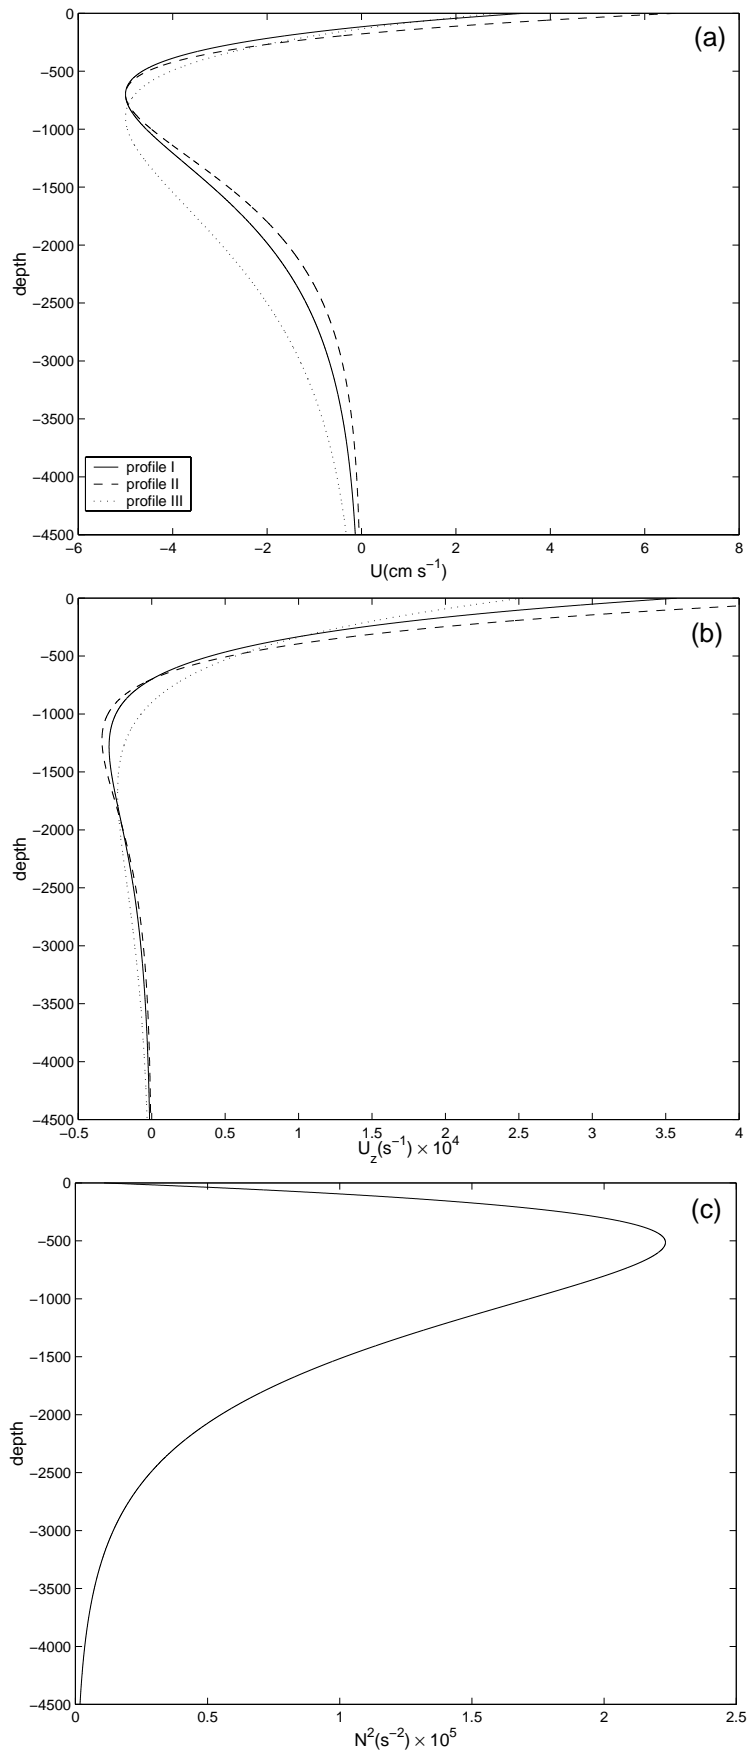 0
(a)
−500
−1000
−1500
−2000
depth
−2500
−3000
−3500
profile I
−4000
profile II
profile III
−4500
−6 −4 −2 0 2 4 6 8
U(cm s⁻¹)
0
(b)
−500
−1000
−1500
−2000
depth
−2500
−3000
−3500
−4000
−4500
−0.5 0 0.5 1 1.5 2 2.5 3 3.5 4
U_z(s⁻¹) × 10⁴
0
(c)
−500
−1000
−1500
−2000
depth
−2500
−3000
−3500
−4000
−4500
0 0.5 1 1.5 2 2.5
N²(s⁻²) × 10⁵